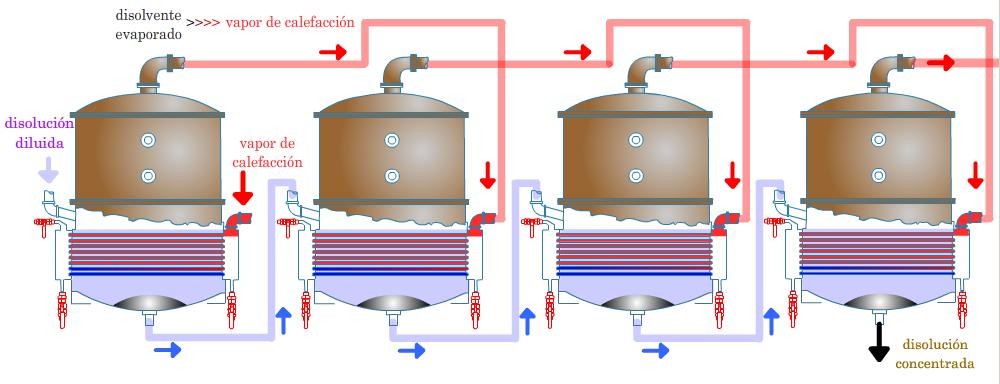 disolvente
evaporado
>>>> vapor de calefacción
disolución
diluida
vapor de
calefacción
disolución
concentrada